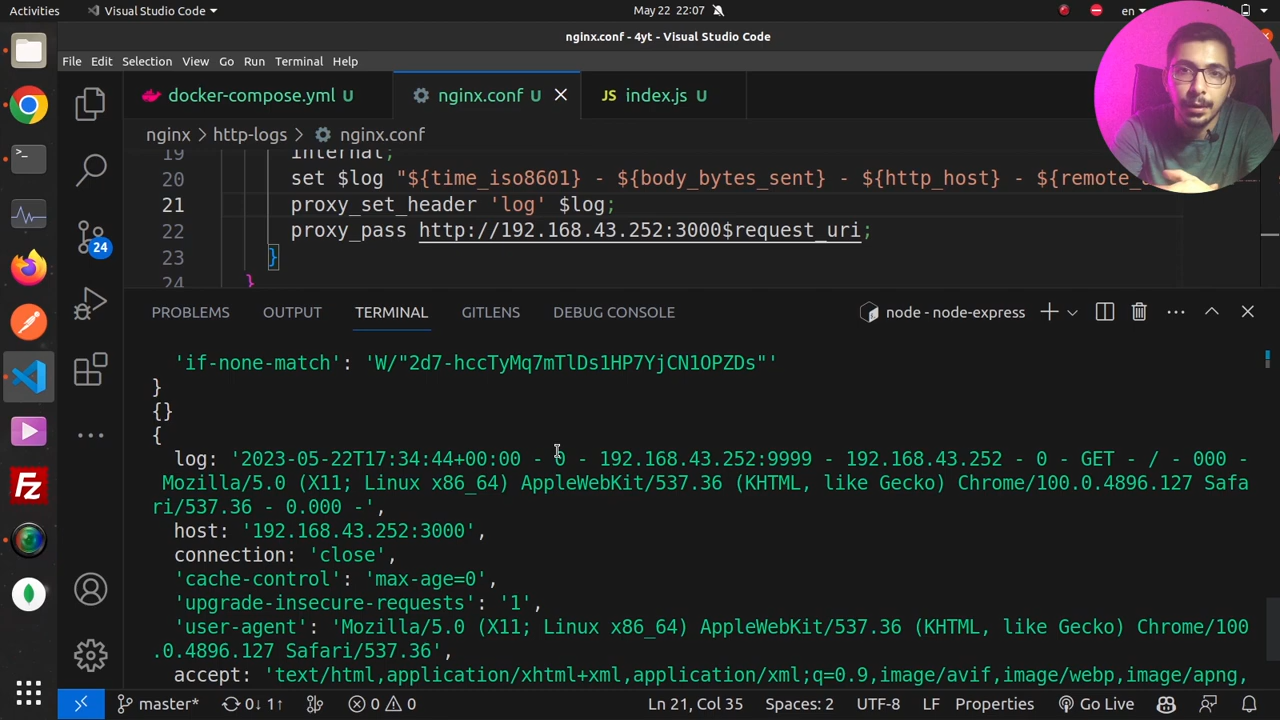 Activities
Visual Studio Code
May 22 22:07
en
nginx.conf - 4yt - Visual Studio Code
File Edit Selection View Go Run Terminal Help
docker-compose.yml U
nginx.conf U
JS index.js U
nginx > http-logs > nginx.conf
19 internal;
20 set $log "${time_iso8601} - ${body_bytes_sent} - ${http_host} - ${
21 proxy_set_header 'log' $log;
22 proxy_pass http://192.168.43.252:3000$request_uri;
23 }
24 }
24
PROBLEMS OUTPUT TERMINAL GITLENS DEBUG CONSOLE
node - node-express
'if-none-match': 'W/"2d7-hccTyMq7mTlDs1HP7YjCN1OPZDs"'
}
{}
{
log: '2023-05-22T17:34:44+00:00 - 0 - 192.168.43.252:9999 - 192.168.43.252 - 0 - GET - / - 000 -
Mozilla/5.0 (X11; Linux x86_64) AppleWebKit/537.36 (KHTML, like Gecko) Chrome/100.0.4896.127 Safa
ri/537.36 - 0.000 -',
host: '192.168.43.252:3000',
connection: 'close',
'cache-control': 'max-age=0',
'upgrade-insecure-requests': '1',
'user-agent': 'Mozilla/5.0 (X11; Linux x86_64) AppleWebKit/537.36 (KHTML, like Gecko) Chrome/100
.0.4896.127 Safari/537.36',
accept: 'text/html,application/xhtml+xml,application/xml;q=0.9,image/avif,image/webp,image/apng,
master* 0↓ 1↑ 0 0 Ln 21, Col 35 Spaces: 2 UTF-8 LF Properties Go Live